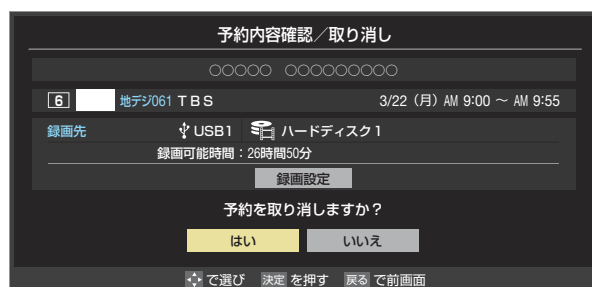 予約内容確認／取り消し
○○○○○ ○○○○○○○○○
6 地デジ061 TBS 3/22（月）AM 9:00 ～ AM 9:55
録画先 USB1 ハードディスク1
録画可能時間：26時間50分
録画設定
予約を取り消しますか？
はい いいえ
で選び 決定 を押す 戻る で前画面